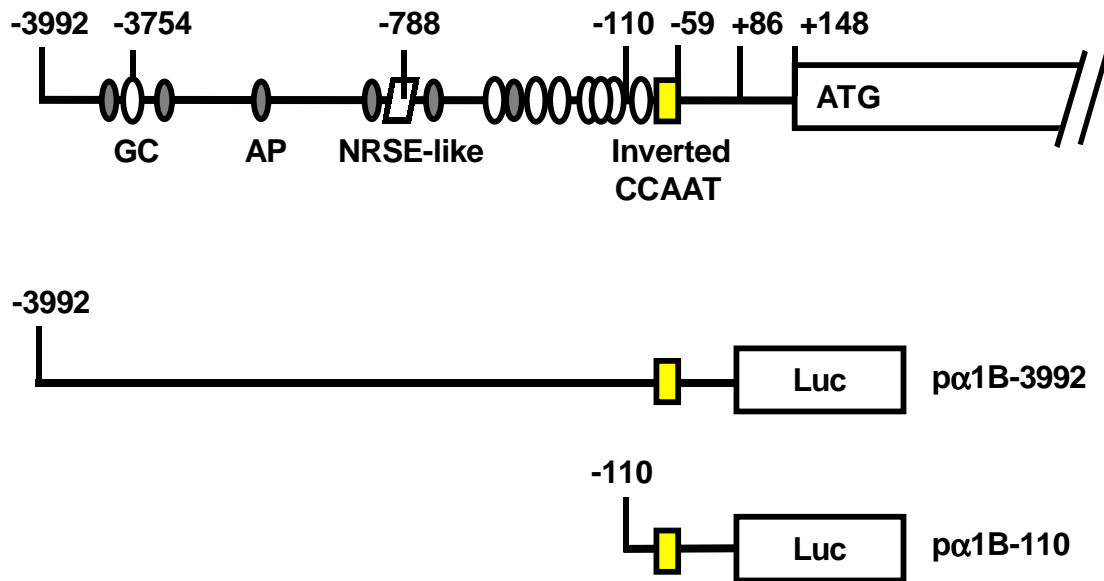 -3992 -3754 -788 -110 -59 +86 +148
ATG
GC AP NRSE-like Inverted
CCAAT
-3992
Luc pα1B-3992
-110
Luc pα1B-110